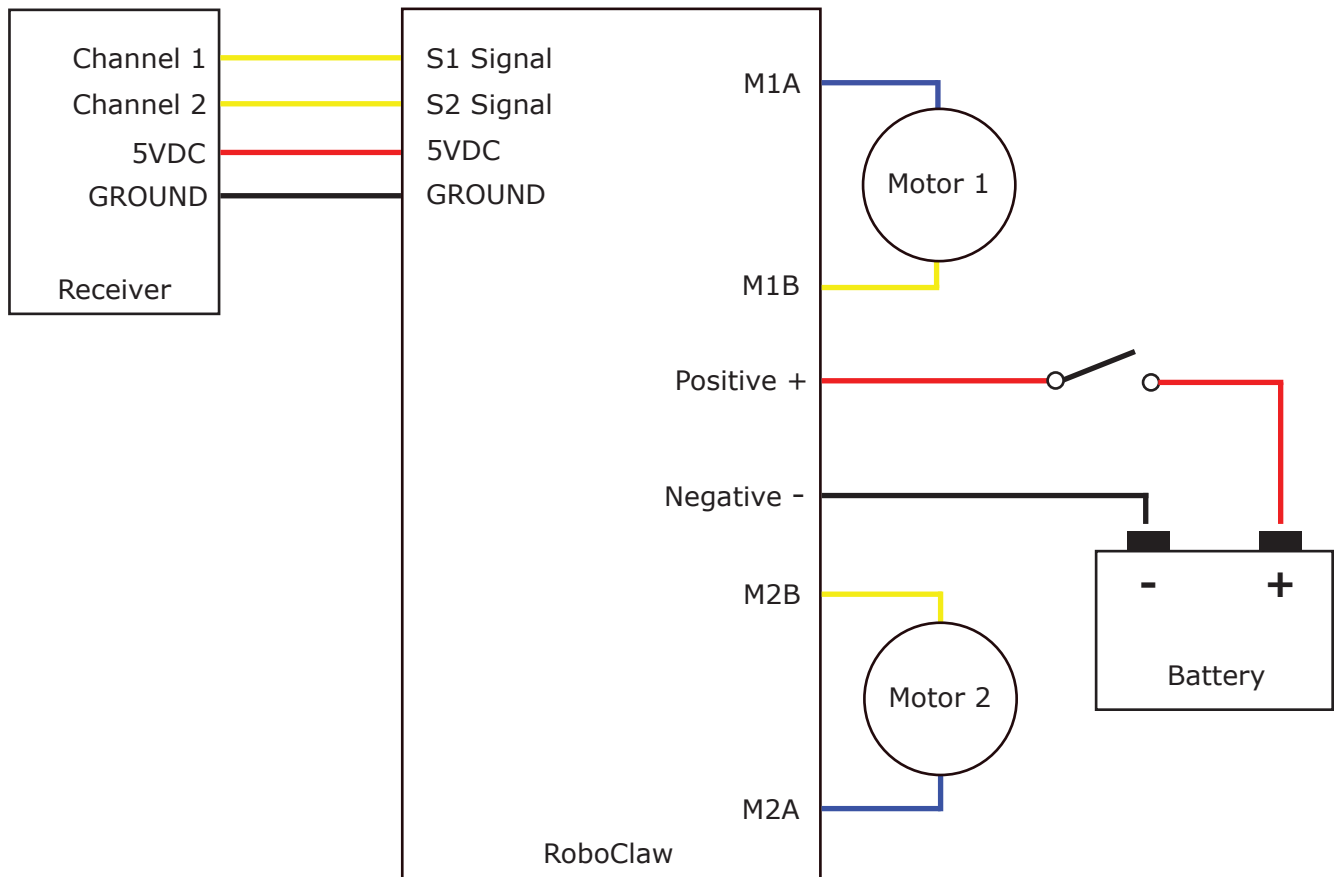 Channel 1
Channel 2
5VDC
GROUND
Receiver
S1 Signal
S2 Signal
5VDC
GROUND
M1A
Motor 1
M1B
Positive +
Negative -
- +
Battery
M2B
Motor 2
M2A
RoboClaw